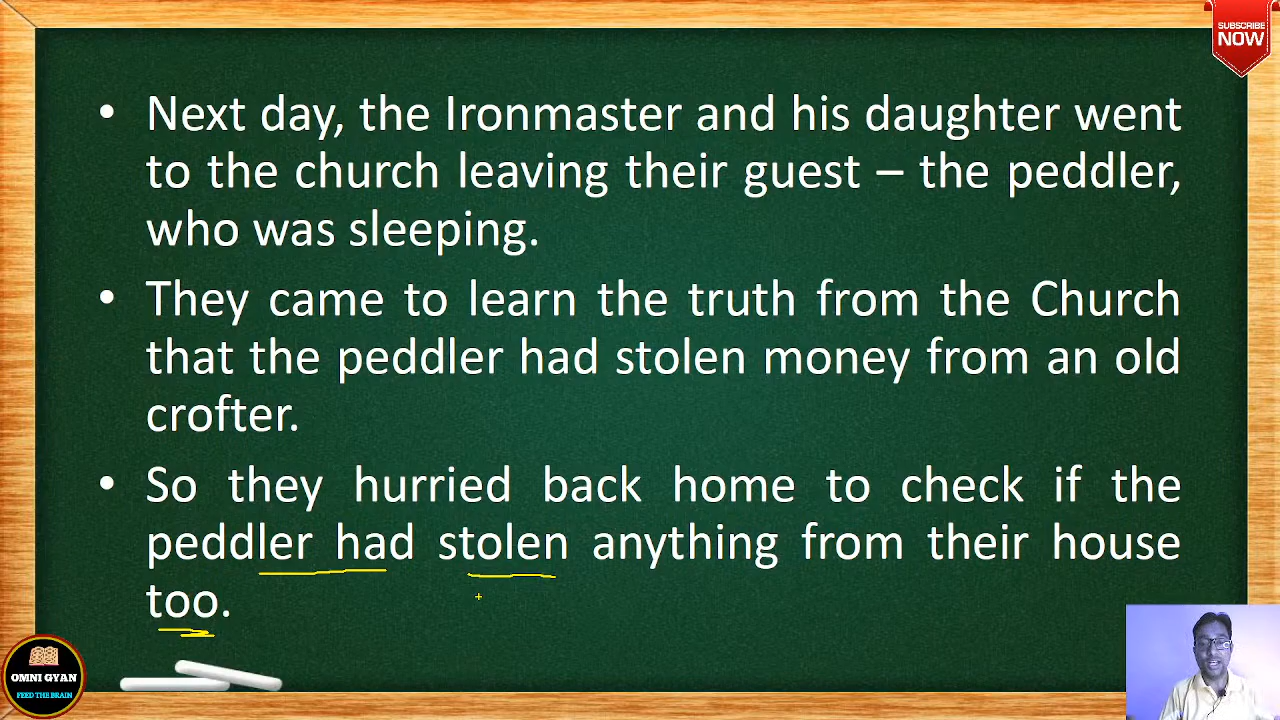 SUBSCRIBE
NOW
• Next day, the Ironmaster and his daughter went
to the church leaving their guest – the peddler,
who was sleeping.
• They came to learn the truth from the Church
that the peddler had stolen money from an old
crofter.
• So they hurried back home to check if the
peddler had stolen anything from their house
too.
OMNI GYAN
FEED THE BRAIN